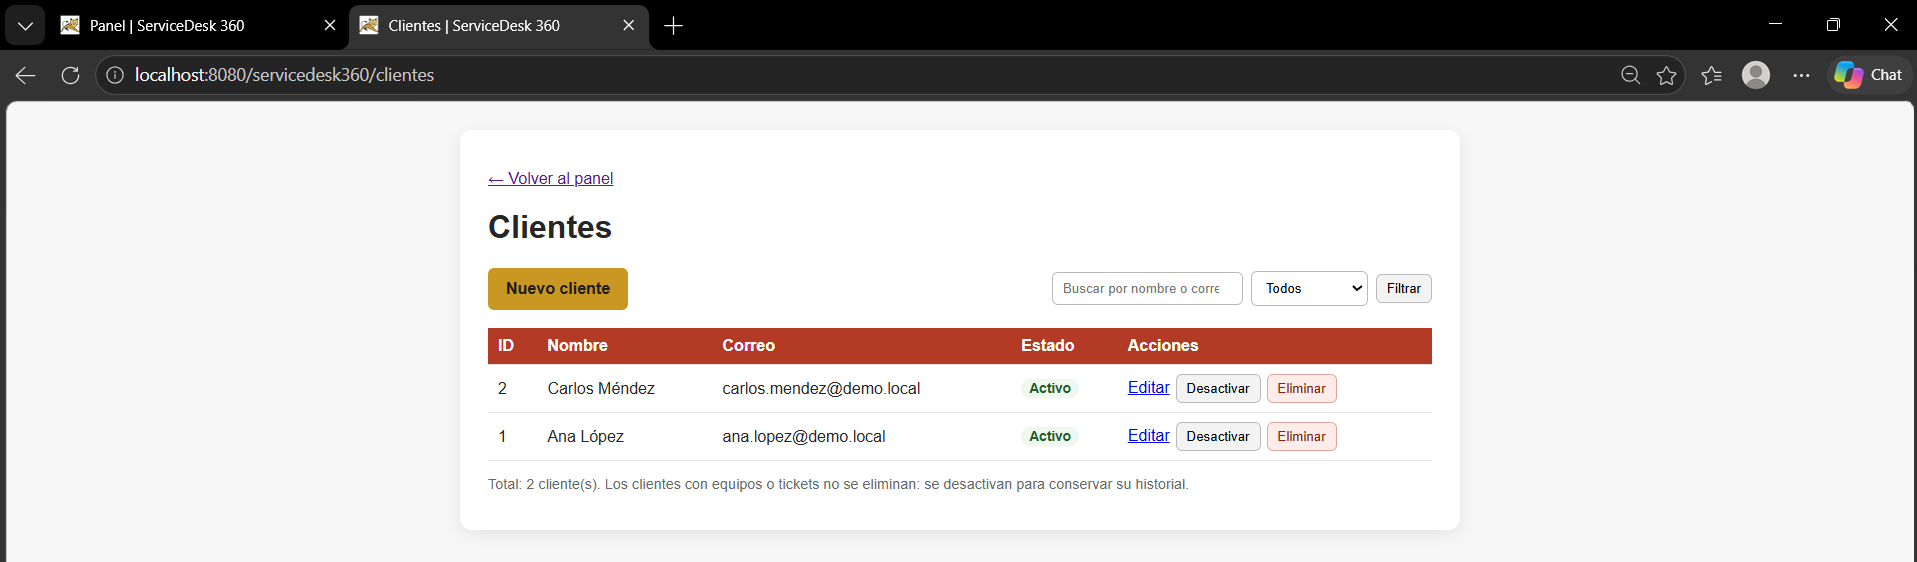 Panel | ServiceDesk 360
Clientes | ServiceDesk 360
localhost:8080/servicedesk360/clientes
Chat
← Volver al panel
Clientes
Nuevo cliente
Buscar por nombre o corre
Todos
Filtrar
ID Nombre Correo Estado Acciones
2 Carlos Méndez carlos.mendez@demo.local Activo Editar Desactivar Eliminar
1 Ana López ana.lopez@demo.local Activo Editar Desactivar Eliminar
Total: 2 cliente(s). Los clientes con equipos o tickets no se eliminan: se desactivan para conservar su historial.